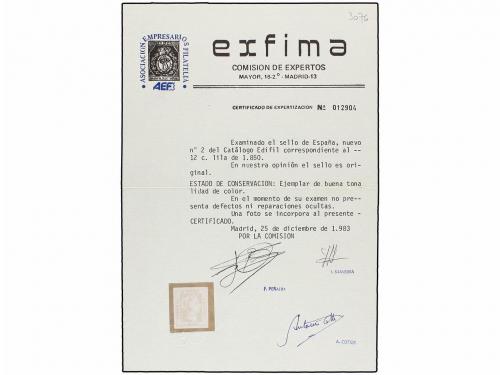 3076
ASOCIACION EMPRESARIOS FILATELIA
AEF3
exfima
COMISION DE EXPERTOS
MAYOR, 16-2.º - MADRID-13
CERTIFICADO DE EXPERTIZACION Nº 012904
Examinado el sello de España, nuevo
nº 2 del Catálogo Edifil correspondiente al --
12 c. lila de 1.850.
En nuestra opinión el sello es ori-
ginal.
ESTADO DE CONSERVACION: Ejemplar de buena tona
lidad de color.
En el momento de su examen no pre--
senta defectos ni reparaciones ocultas.
Una foto se incorpora al presente -
CERTIFICADO.
Madrid, 25 de diciembre de 1.983
POR LA COMISION